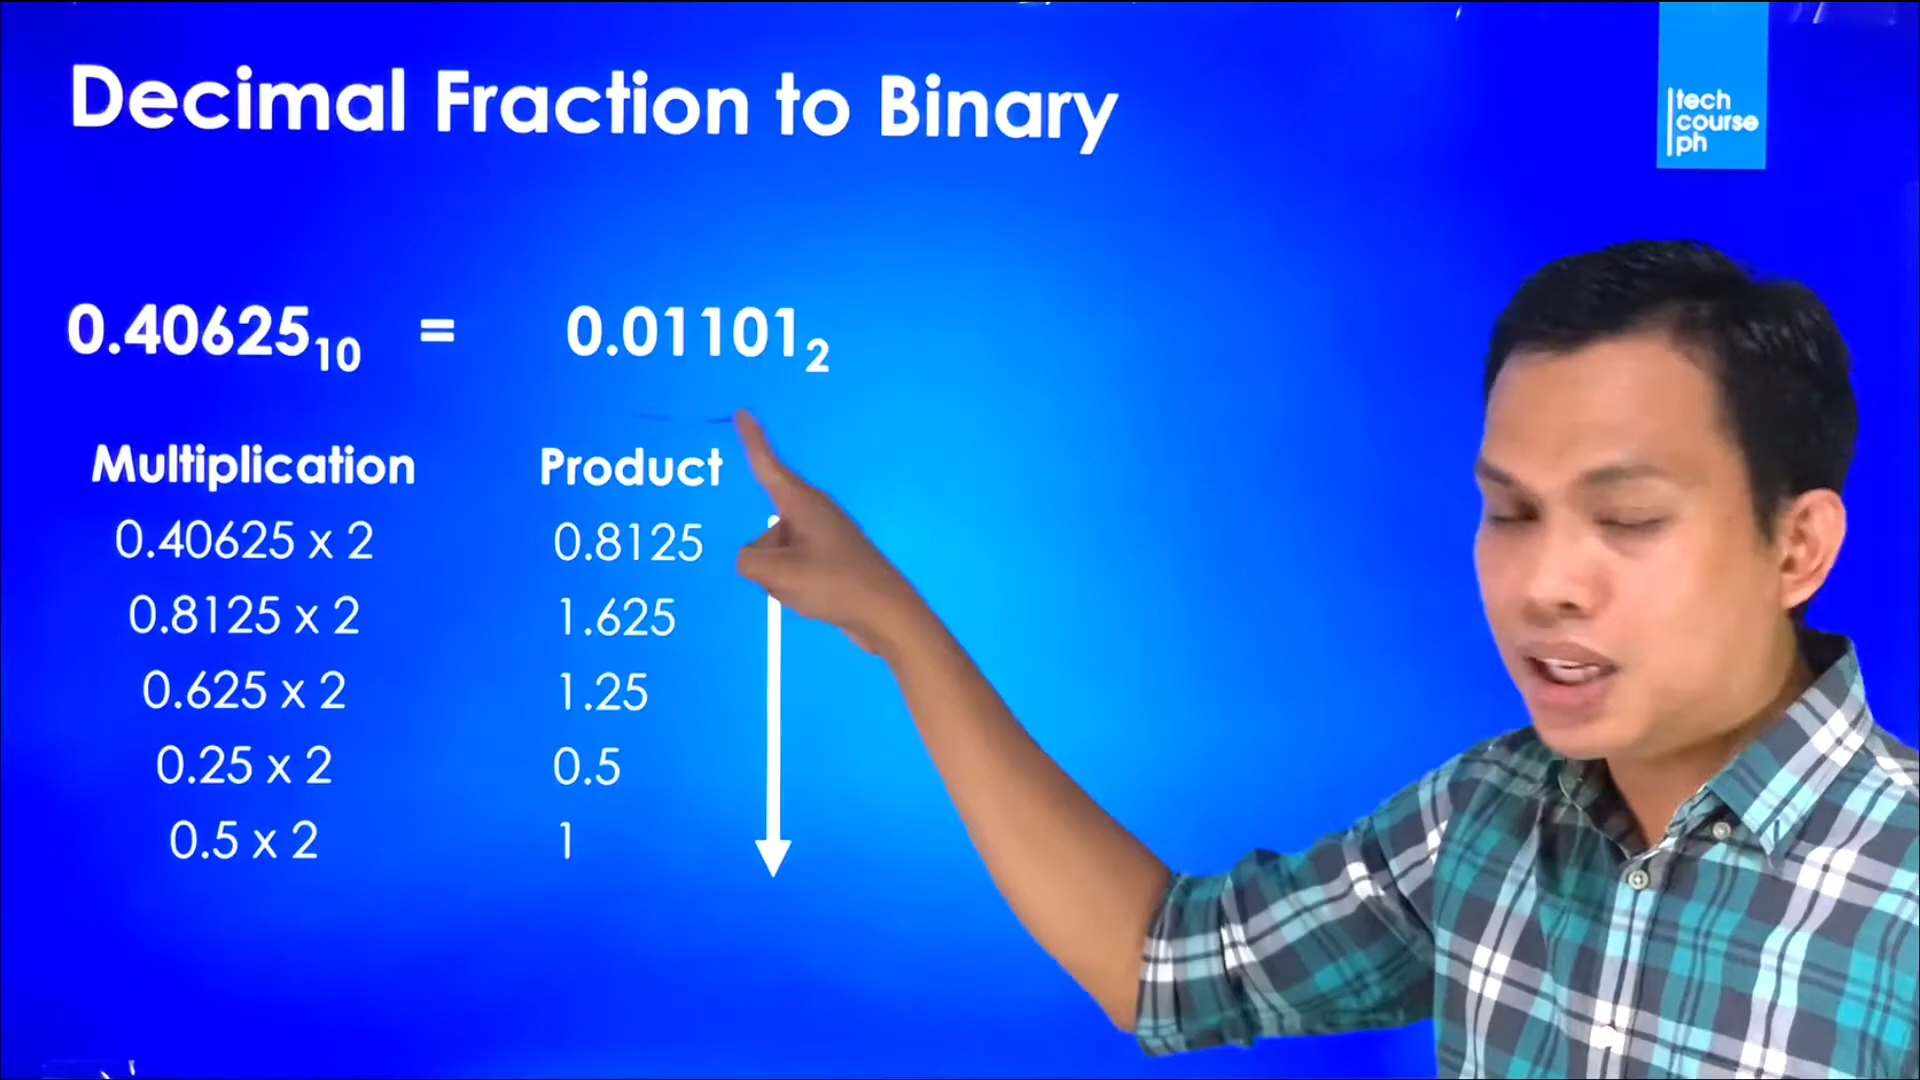 Decimal Fraction to Binary
tech
course
ph
0.40625₁₀ = 0.01101₂
Multiplication Product
0.40625 x 2 0.8125
0.8125 x 2 1.625
0.625 x 2 1.25
0.25 x 2 0.5
0.5 x 2 1